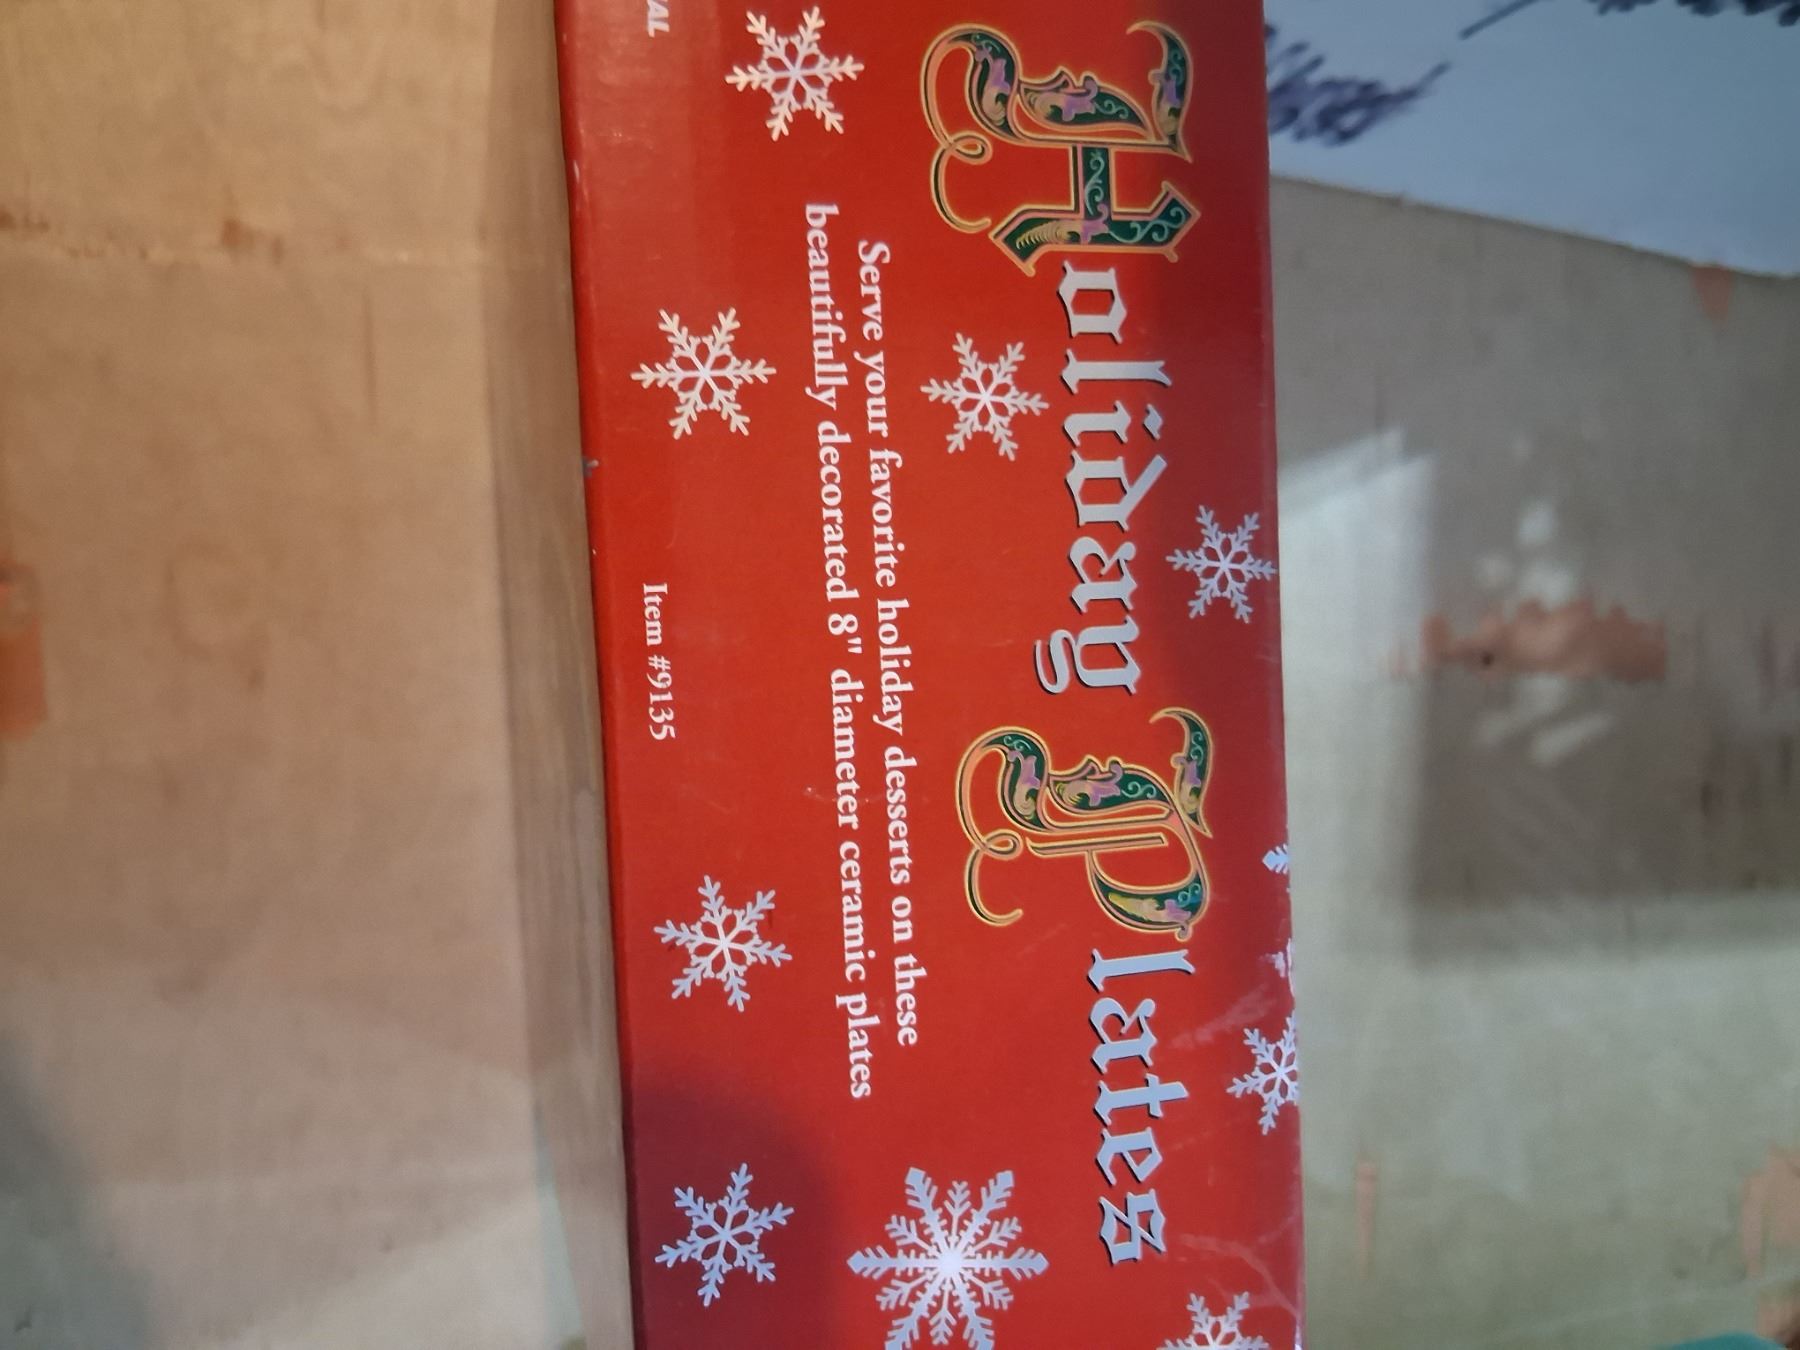 Holiday Plates
Serve your favorite holiday desserts on these
beautifully decorated 8" diameter ceramic plates
Item #9135